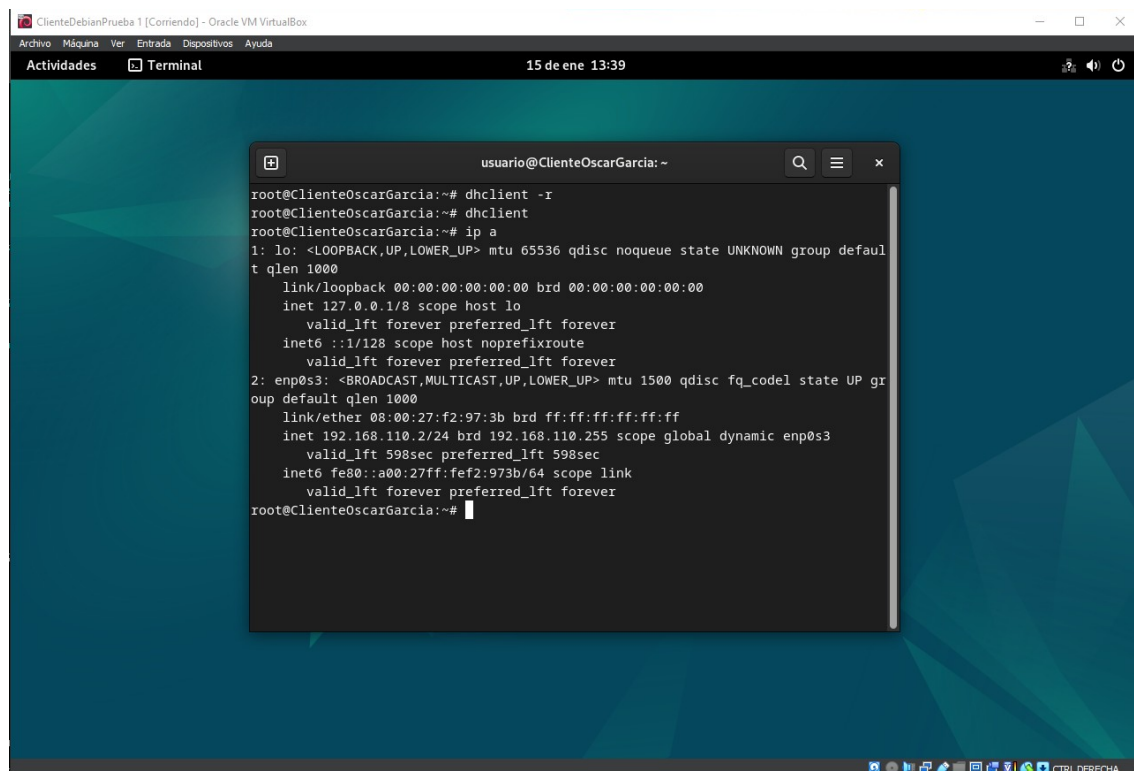 ClienteDebianPrueba 1 [Corriendo] - Oracle VM VirtualBox
Archivo Máquina Ver Entrada Dispositivos Ayuda
Actividades Terminal 15 de ene 13:39
usuario@ClienteOscarGarcia: ~
root@ClienteOscarGarcia:~# dhclient -r
root@ClienteOscarGarcia:~# dhclient
root@ClienteOscarGarcia:~# ip a
1: lo: <LOOPBACK,UP,LOWER_UP> mtu 65536 qdisc noqueue state UNKNOWN group defaul
t qlen 1000
    link/loopback 00:00:00:00:00:00 brd 00:00:00:00:00:00
    inet 127.0.0.1/8 scope host lo
       valid_lft forever preferred_lft forever
    inet6 ::1/128 scope host noprefixroute
       valid_lft forever preferred_lft forever
2: enp0s3: <BROADCAST,MULTICAST,UP,LOWER_UP> mtu 1500 qdisc fq_codel state UP gr
oup default qlen 1000
    link/ether 08:00:27:f2:97:3b brd ff:ff:ff:ff:ff:ff
    inet 192.168.110.2/24 brd 192.168.110.255 scope global dynamic enp0s3
       valid_lft 598sec preferred_lft 598sec
    inet6 fe80::a00:27ff:fef2:973b/64 scope link
       valid_lft forever preferred_lft forever
root@ClienteOscarGarcia:~#
CTRL DERECHA